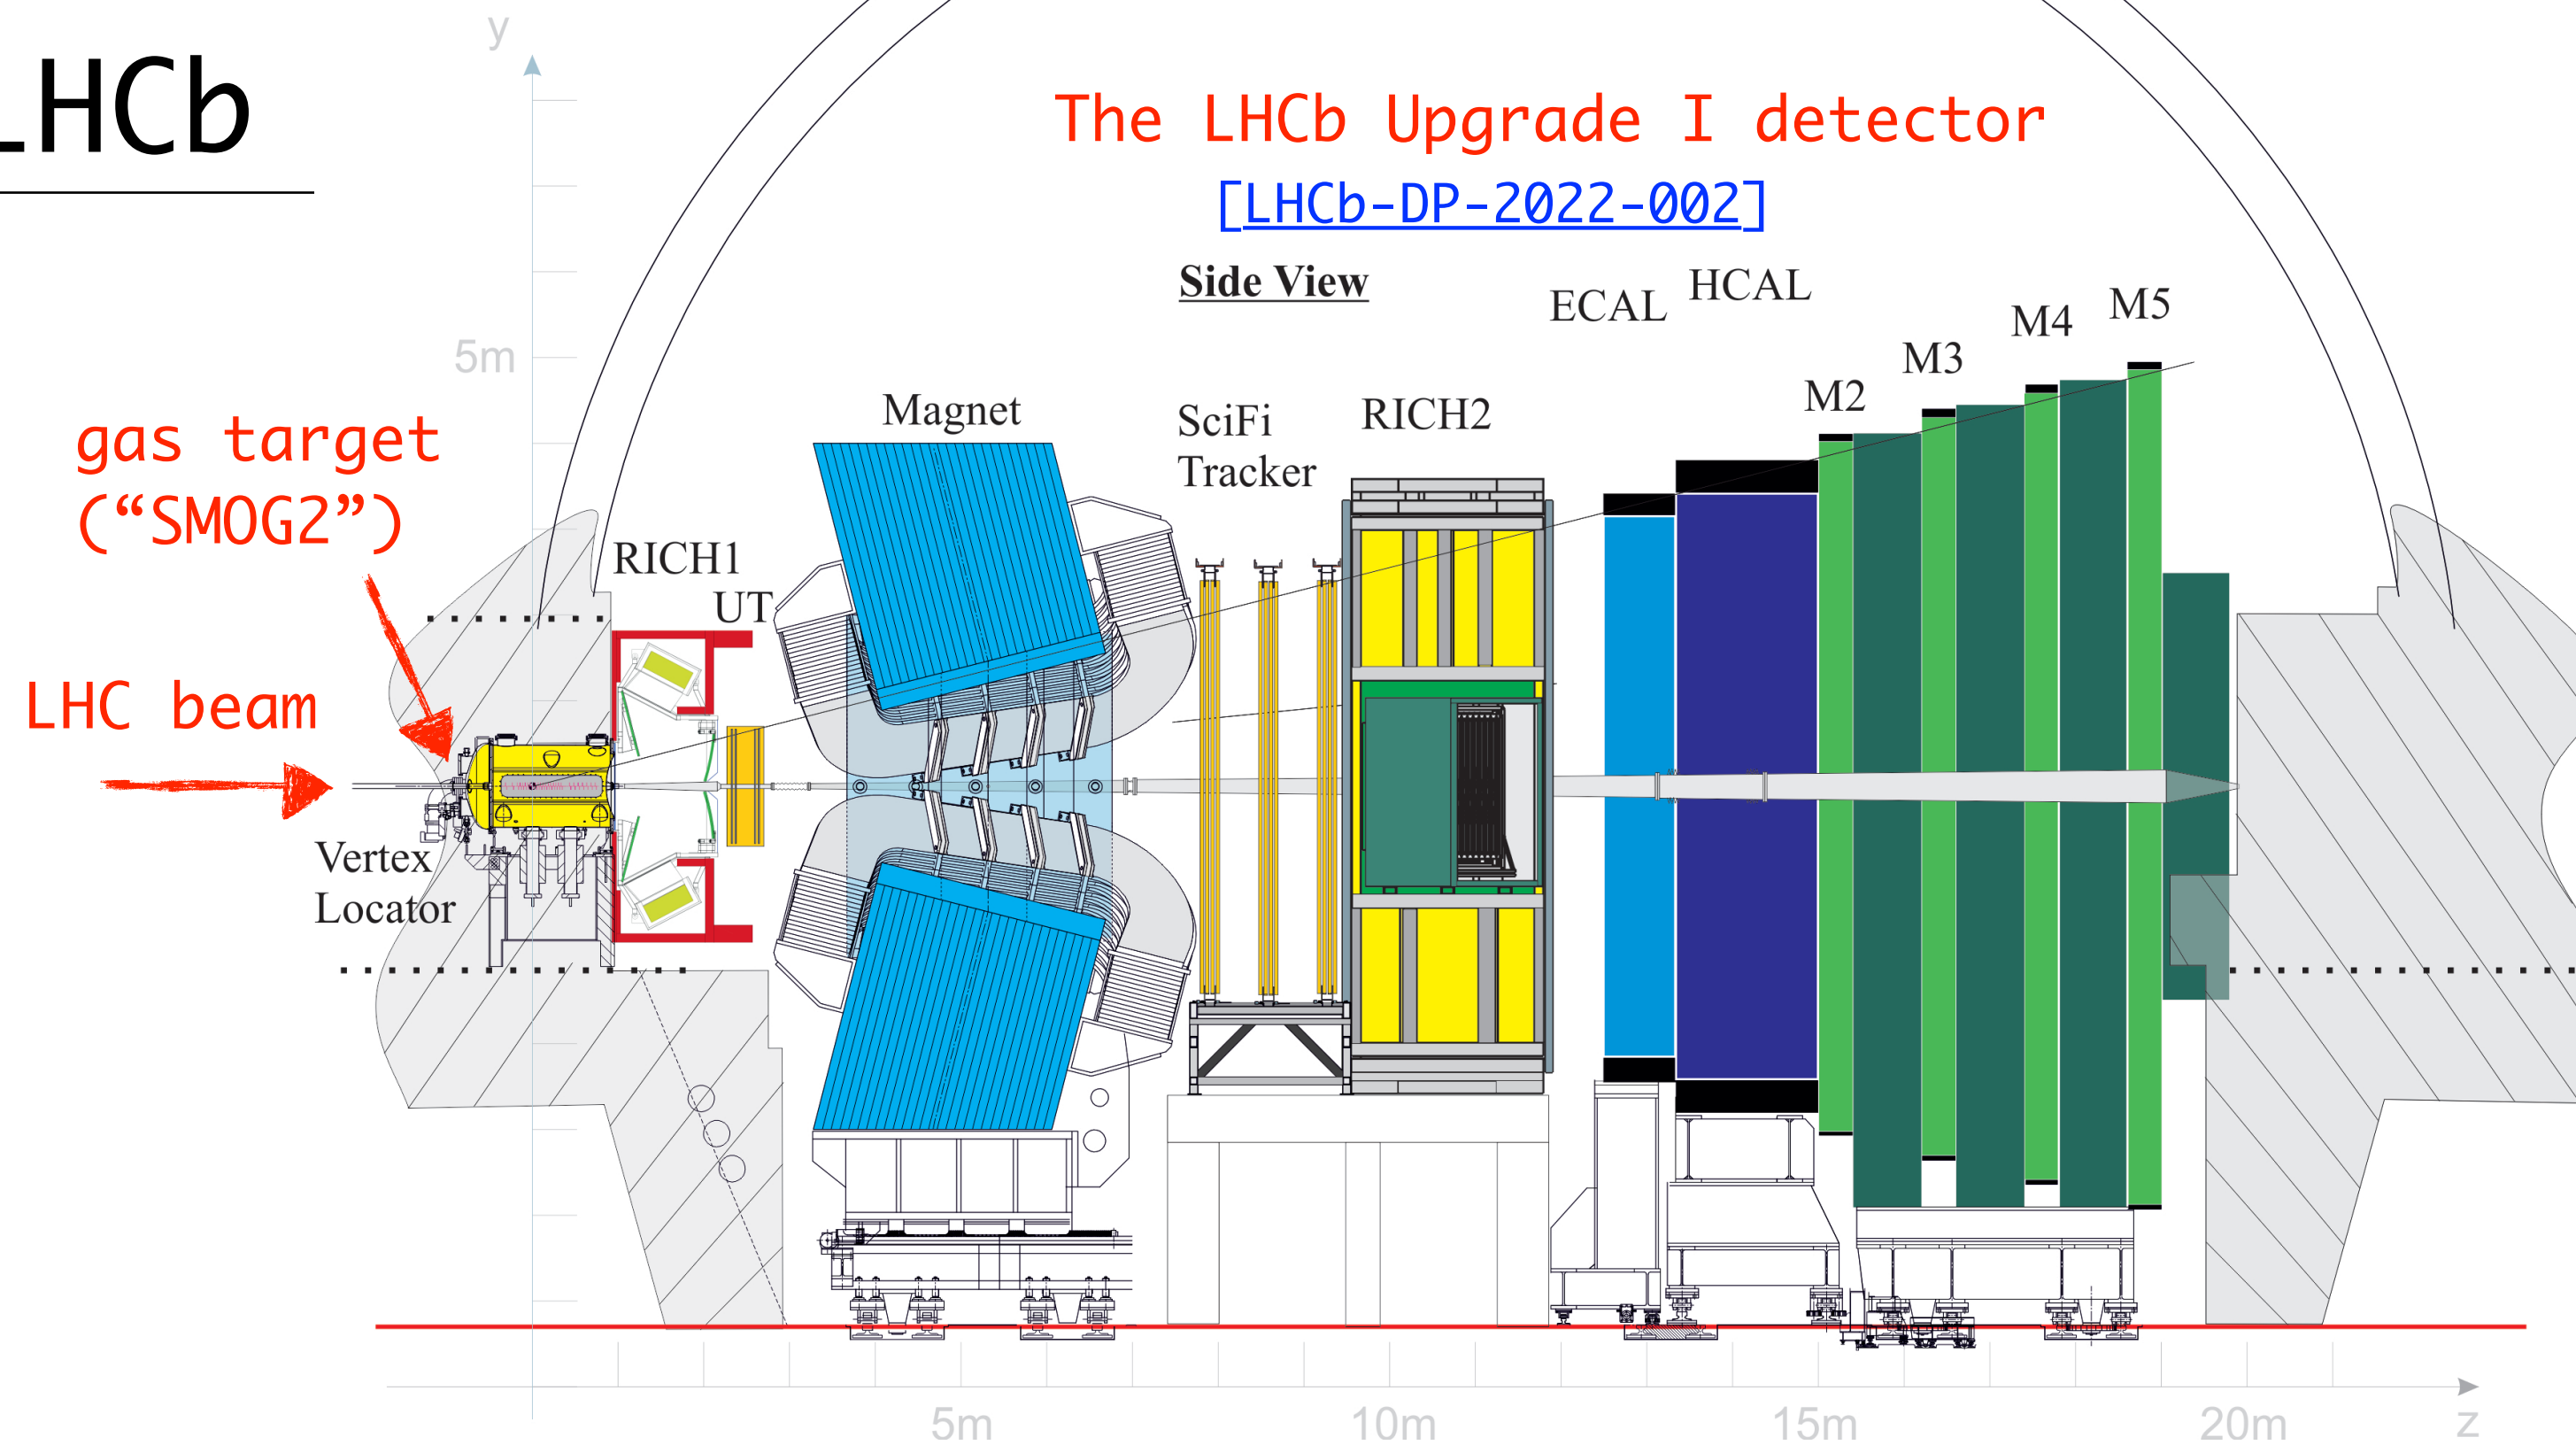 LHCb
y
The LHCb Upgrade I detector
[LHCb-DP-2022-002]
Side View
ECAL
HCAL
M2
M3
M4
M5
5m
Magnet
SciFi
Tracker
RICH2
gas target
(“SMOG2”)
RICH1
UT
LHC beam
Vertex
Locator
5m
10m
15m
20m
z